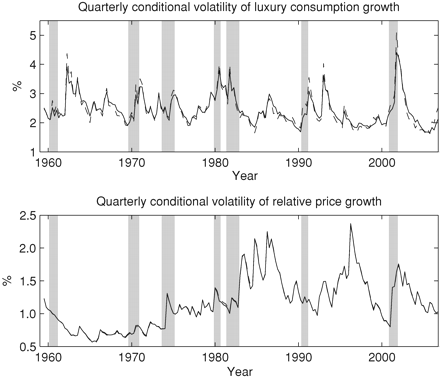 Quarterly conditional volatility of luxury consumption growth
5
4
3
2
1
%
1960 1970 1980 1990 2000
Year
Quarterly conditional volatility of relative price growth
2.5
2.0
1.5
1.0
0.5
%
1960 1970 1980 1990 2000
Year